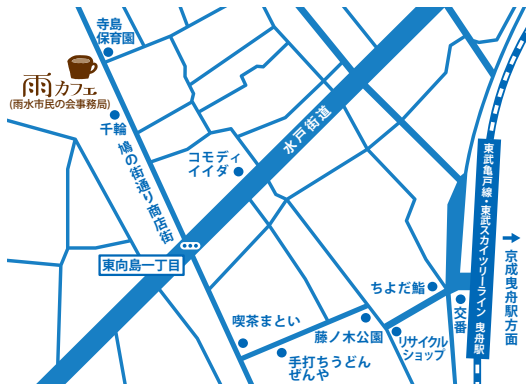 寺島
保育園
雨カフェ
(雨水市民の会事務局)
千輪
鳩の街通り商店街
コモディ
イイダ
水戸街道
東向島一丁目
東武亀戸線・東武スカイツリーライン 曳舟駅
京成曳舟駅方面
ちよだ鮨
交番
喫茶まとい
藤ノ木公園
リサイクル
ショップ
手打ちうどん
ぜんや